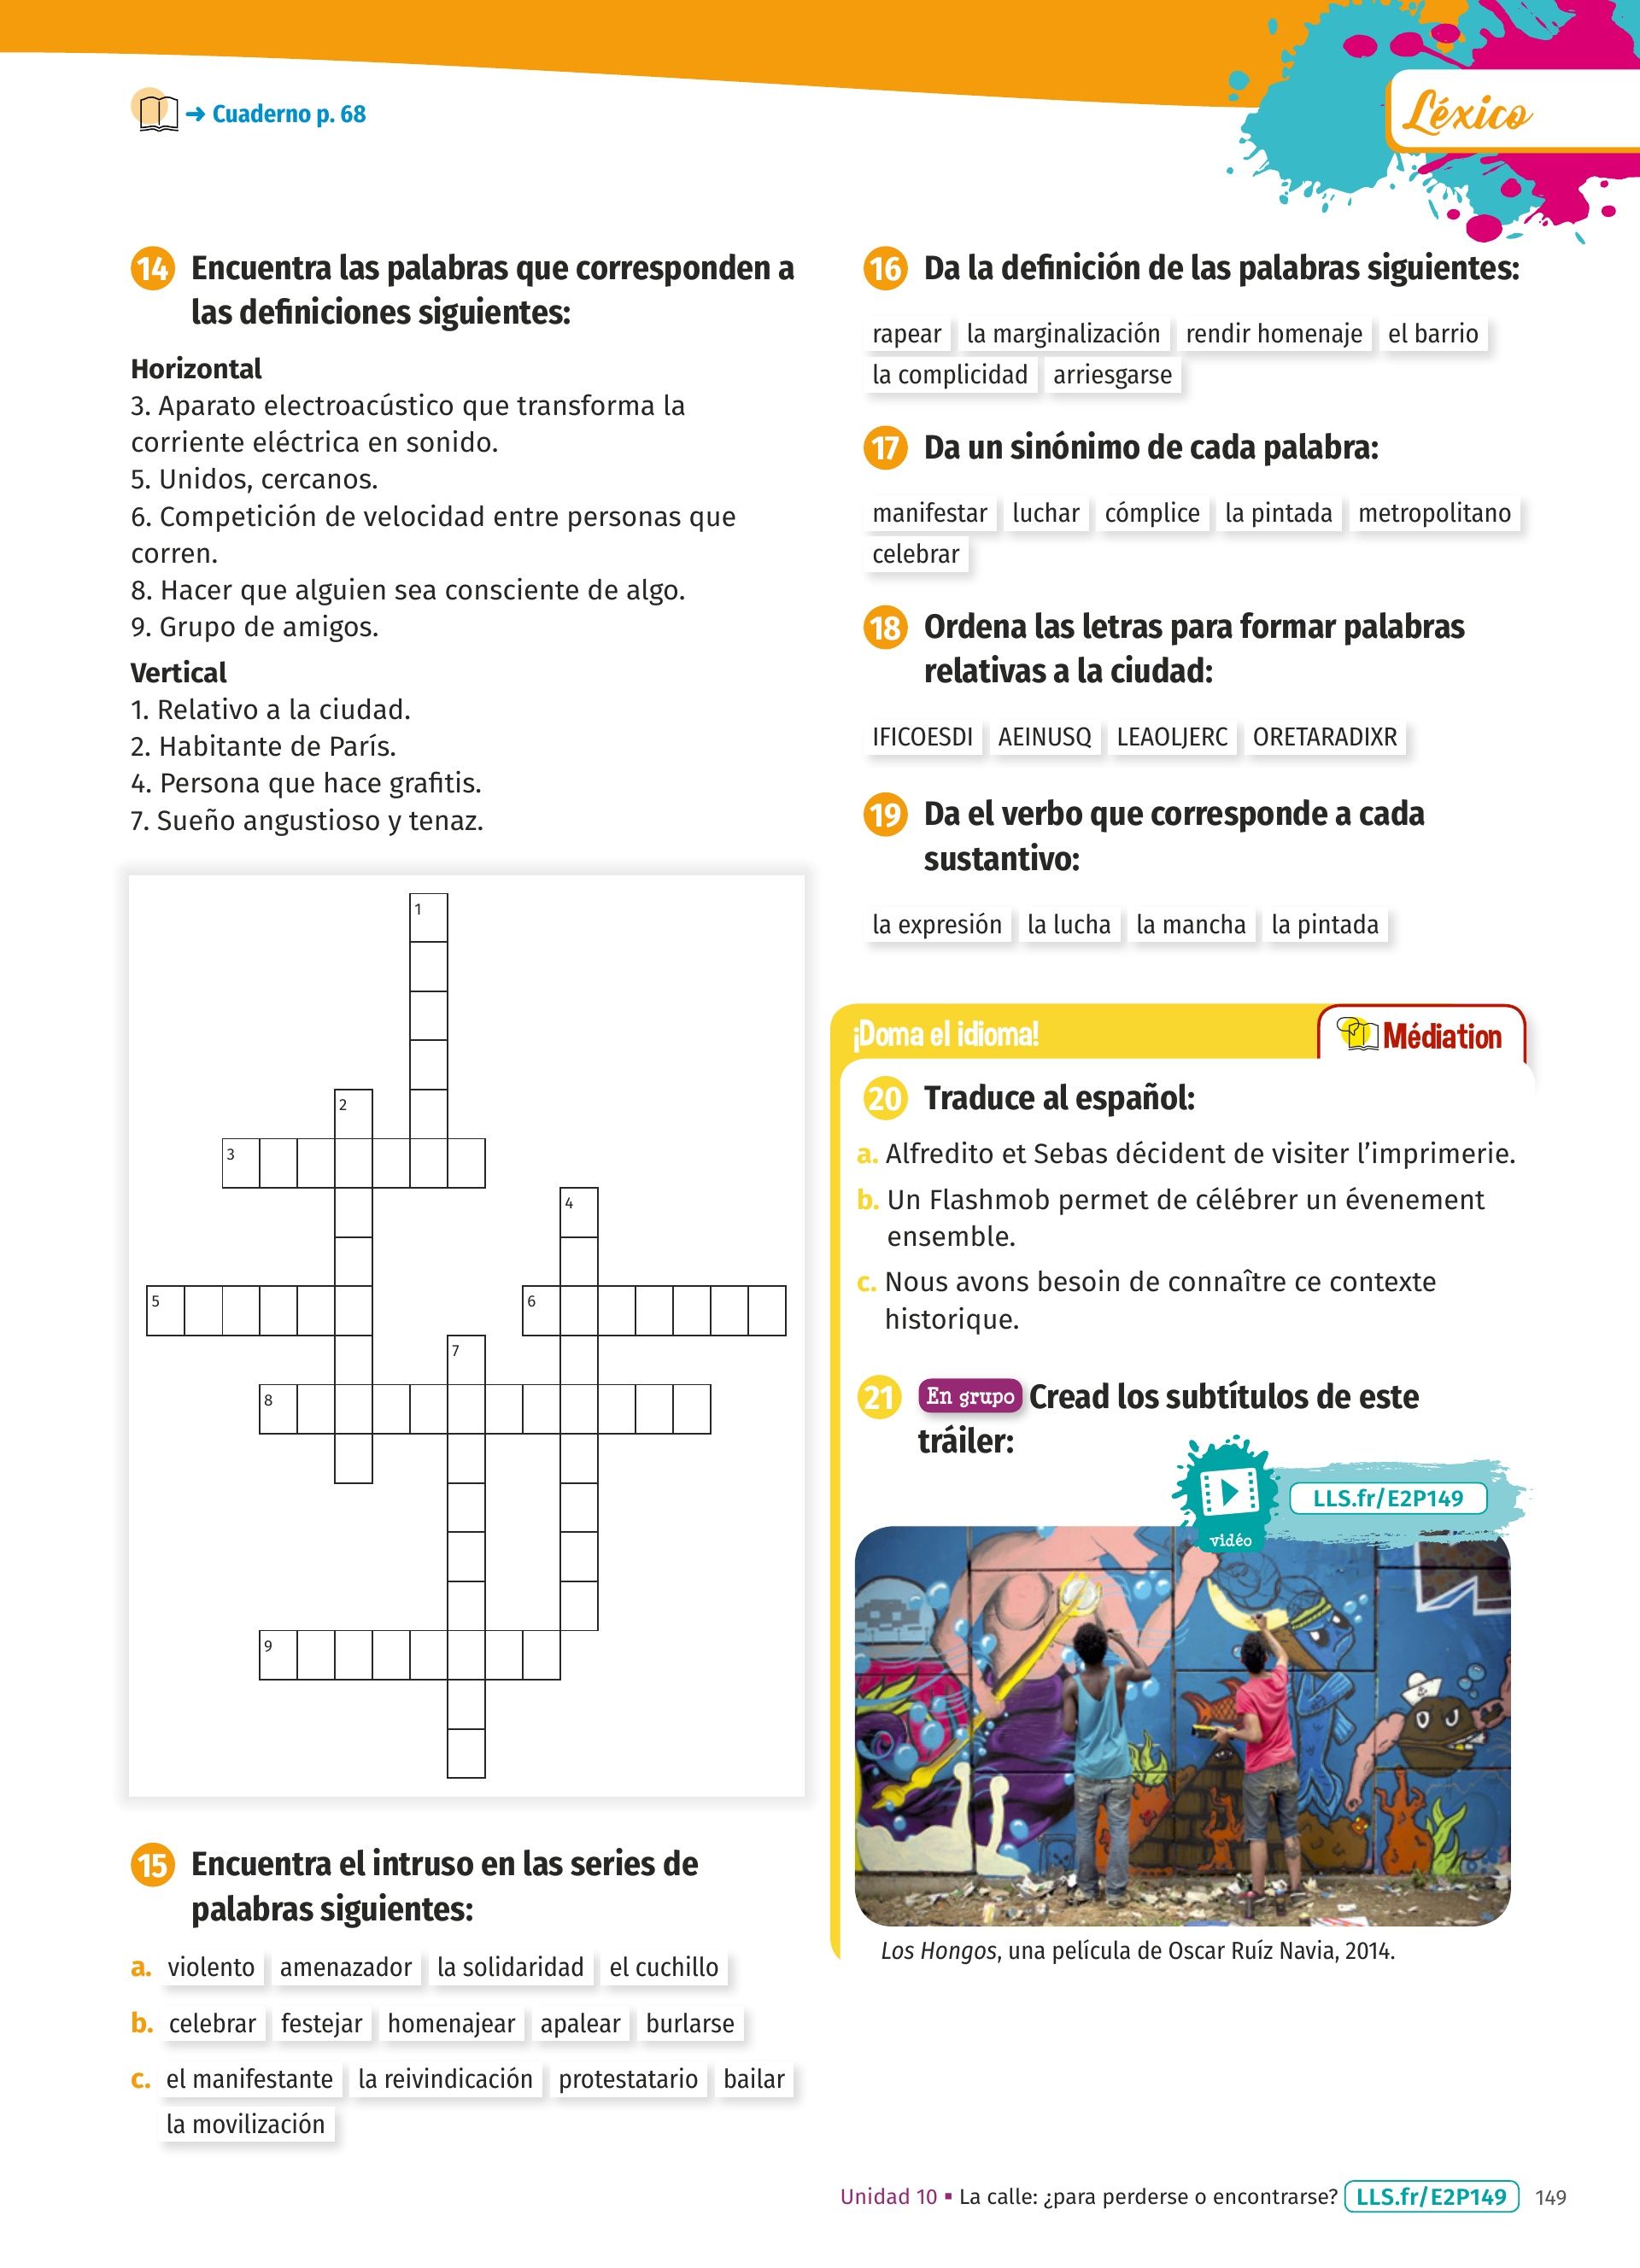 ➜ Cuaderno p. 68
Léxico
14 Encuentra las palabras que corresponden a
las definiciones siguientes:
Horizontal
3. Aparato electroacústico que transforma la
corriente eléctrica en sonido.
5. Unidos, cercanos.
6. Competición de velocidad entre personas que
corren.
8. Hacer que alguien sea consciente de algo.
9. Grupo de amigos.
Vertical
1. Relativo a la ciudad.
2. Habitante de París.
4. Persona que hace grafitis.
7. Sueño angustioso y tenaz.
1
2
3
4
5
6
7
8
9
15 Encuentra el intruso en las series de
palabras siguientes:
a. violento amenazador la solidaridad el cuchillo
b. celebrar festejar homenajear apalear burlarse
c. el manifestante la reivindicación protestatario bailar
la movilización
16 Da la definición de las palabras siguientes:
rapear la marginalización rendir homenaje el barrio
la complicidad arriesgarse
17 Da un sinónimo de cada palabra:
manifestar luchar cómplice la pintada metropolitano
celebrar
18 Ordena las letras para formar palabras
relativas a la ciudad:
IFICOESDI AEINUSQ LEAOLJERC ORETARADIXR
19 Da el verbo que corresponde a cada
sustantivo:
la expresión la lucha la mancha la pintada
¡Doma el idioma!
Médiation
20 Traduce al español:
a. Alfredito et Sebas décident de visiter l'imprimerie.
b. Un Flashmob permet de célébrer un évenement
ensemble.
c. Nous avons besoin de connaître ce contexte
historique.
21 En grupo Cread los subtítulos de este
tráiler:
LLS.fr/E2P149
vidéo
Los Hongos, una película de Oscar Ruíz Navia, 2014.
Unidad 10 ▪ La calle: ¿para perderse o encontrarse? LLS.fr/E2P149 149